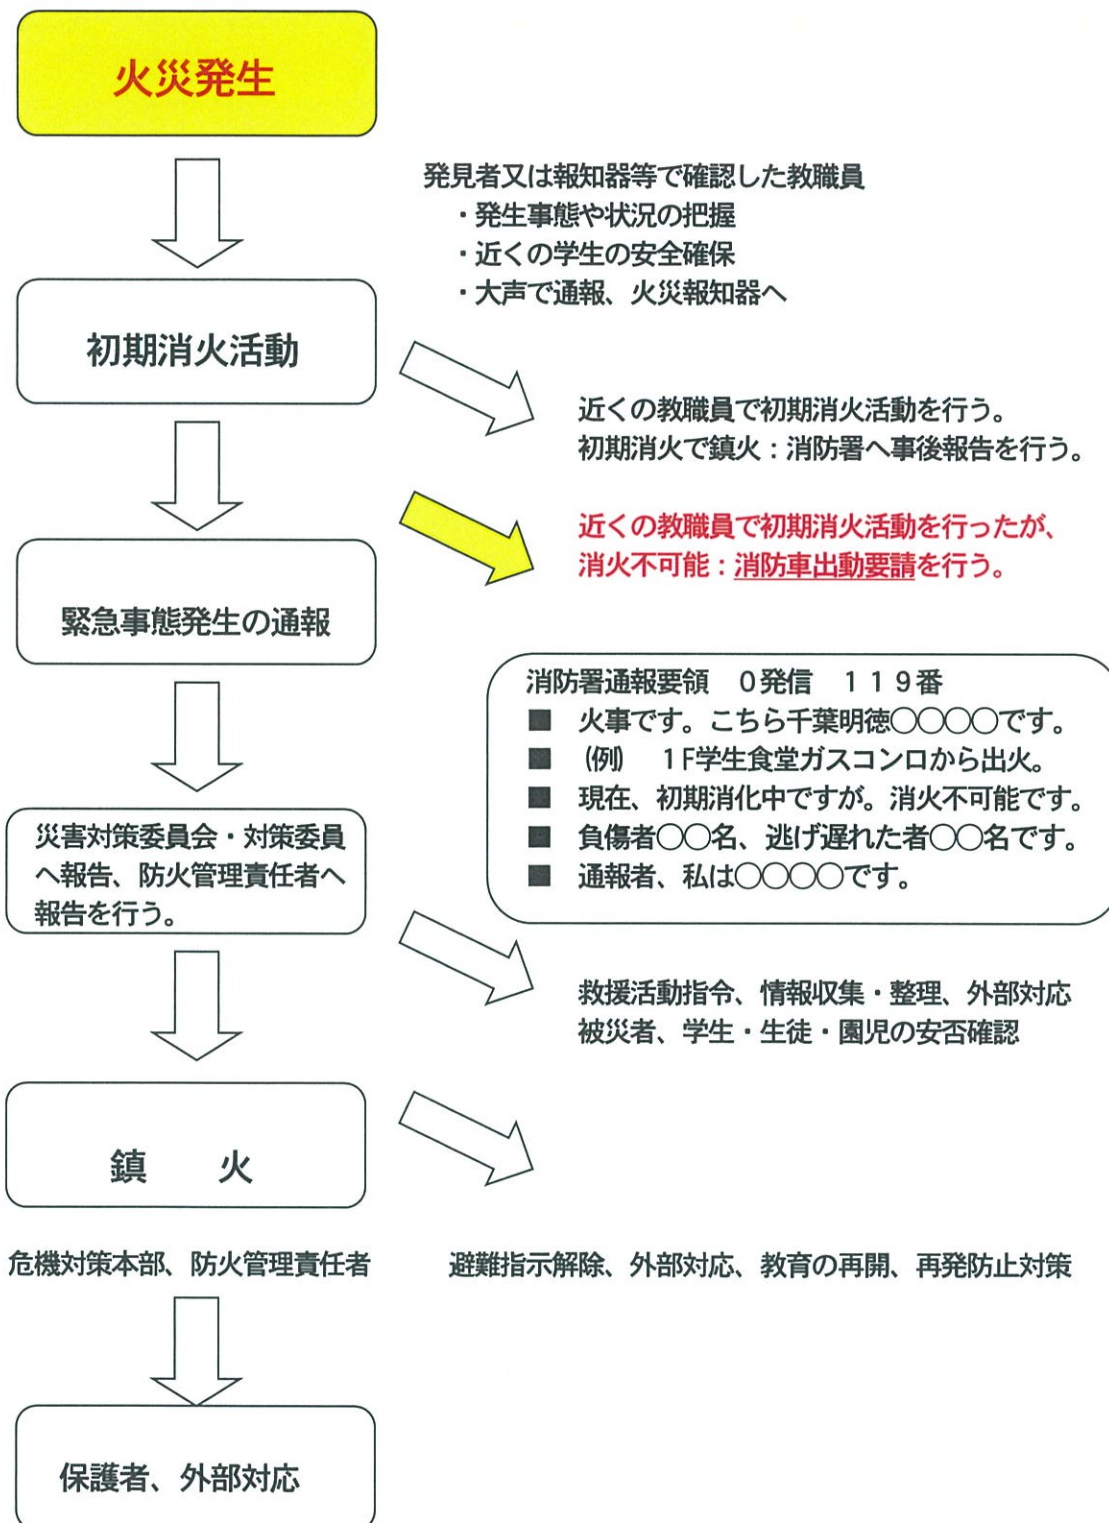 火災発生
発見者又は報知器等で確認した教職員
・発生事態や状況の把握
・近くの学生の安全確保
・大声で通報、火災報知器へ
初期消火活動
近くの教職員で初期消火活動を行う。
初期消火で鎮火：消防署へ事後報告を行う。
近くの教職員で初期消火活動を行ったが、
消火不可能：消防車出動要請を行う。
緊急事態発生の通報
消防署通報要領　０発信　１１９番
■　火事です。こちら千葉明徳○○○○です。
■　(例)　１F学生食堂ガスコンロから出火。
■　現在、初期消化中ですが。消火不可能です。
■　負傷者○○名、逃げ遅れた者○○名です。
■　通報者、私は○○○○です。
災害対策委員会・対策委員
へ報告、防火管理責任者へ
報告を行う。
救援活動指令、情報収集・整理、外部対応
被災者、学生・生徒・園児の安否確認
鎮　　火
危機対策本部、防火管理責任者
避難指示解除、外部対応、教育の再開、再発防止対策
保護者、外部対応